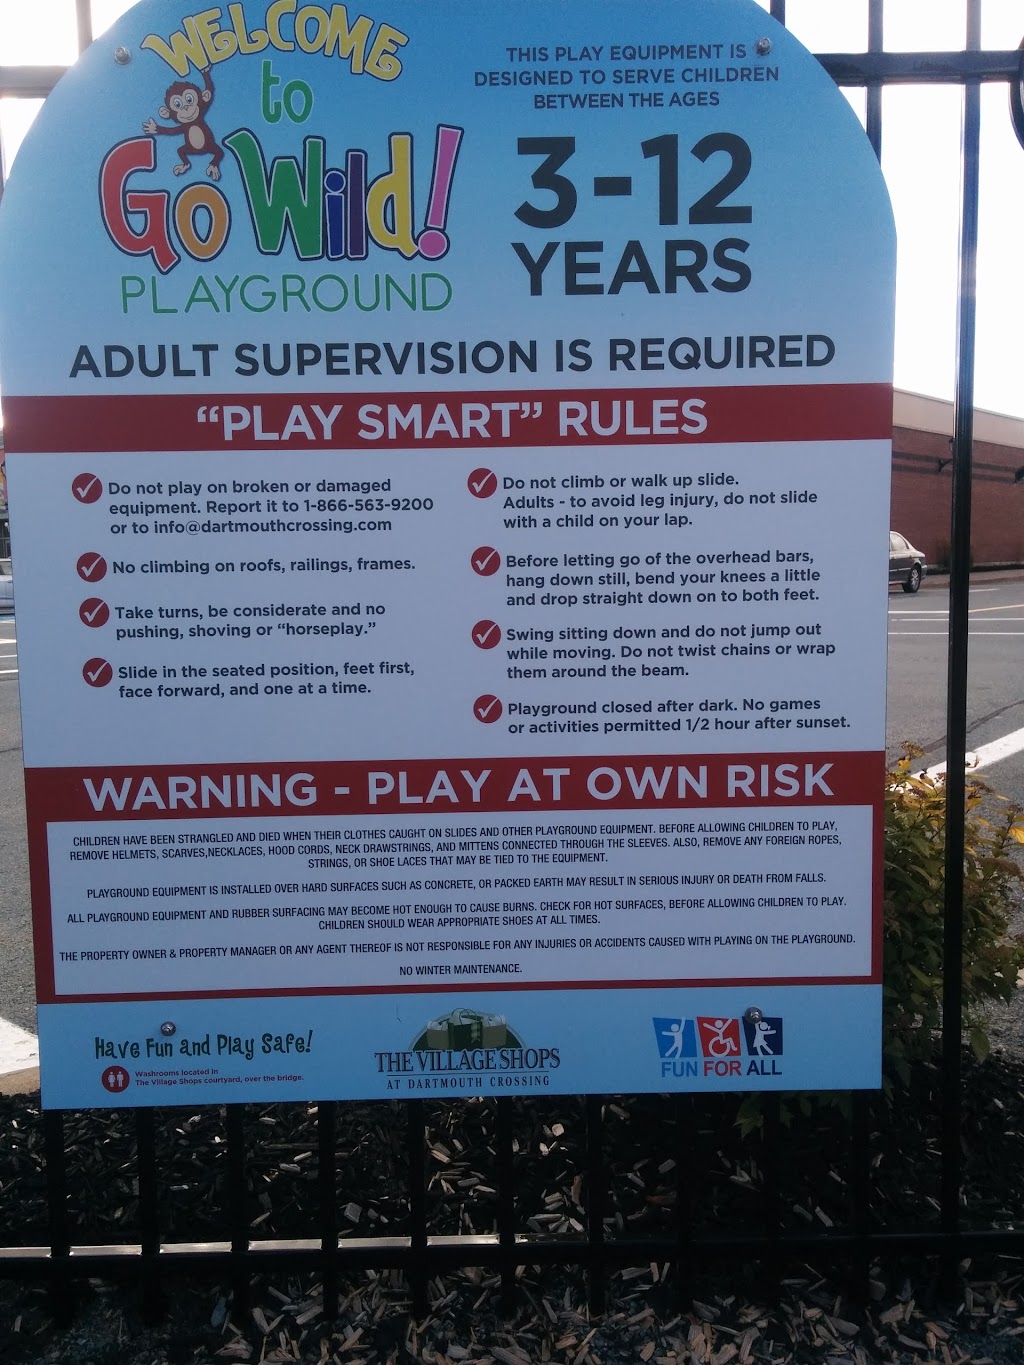 WELCOME
to
Go Wild!
PLAYGROUND
THIS PLAY EQUIPMENT IS
DESIGNED TO SERVE CHILDREN
BETWEEN THE AGES
3-12
YEARS
ADULT SUPERVISION IS REQUIRED
“PLAY SMART” RULES
Do not play on broken or damaged
equipment. Report it to 1-866-563-9200
or to info@dartmouthcrossing.com
No climbing on roofs, railings, frames.
Take turns, be considerate and no
pushing, shoving or “horseplay.”
Slide in the seated position, feet first,
face forward, and one at a time.
Do not climb or walk up slide.
Adults - to avoid leg injury, do not slide
with a child on your lap.
Before letting go of the overhead bars,
hang down still, bend your knees a little
and drop straight down on to both feet.
Swing sitting down and do not jump out
while moving. Do not twist chains or wrap
them around the beam.
Playground closed after dark. No games
or activities permitted 1/2 hour after sunset.
WARNING - PLAY AT OWN RISK
CHILDREN HAVE BEEN STRANGLED AND DIED WHEN THEIR CLOTHES CAUGHT ON SLIDES AND OTHER PLAYGROUND EQUIPMENT. BEFORE ALLOWING CHILDREN TO PLAY,
REMOVE HELMETS, SCARVES,NECKLACES, HOOD CORDS, NECK DRAWSTRINGS, AND MITTENS CONNECTED THROUGH THE SLEEVES. ALSO, REMOVE ANY FOREIGN ROPES,
STRINGS, OR SHOE LACES THAT MAY BE TIED TO THE EQUIPMENT.
PLAYGROUND EQUIPMENT IS INSTALLED OVER HARD SURFACES SUCH AS CONCRETE, OR PACKED EARTH MAY RESULT IN SERIOUS INJURY OR DEATH FROM FALLS.
ALL PLAYGROUND EQUIPMENT AND RUBBER SURFACING MAY BECOME HOT ENOUGH TO CAUSE BURNS. CHECK FOR HOT SURFACES, BEFORE ALLOWING CHILDREN TO PLAY.
CHILDREN SHOULD WEAR APPROPRIATE SHOES AT ALL TIMES.
THE PROPERTY OWNER & PROPERTY MANAGER OR ANY AGENT THEREOF IS NOT RESPONSIBLE FOR ANY INJURIES OR ACCIDENTS CAUSED WITH PLAYING ON THE PLAYGROUND.
NO WINTER MAINTENANCE.
Have Fun and Play Safe!
Washrooms located in
The Village Shops courtyard, over the bridge.
THE VILLAGE SHOPS
AT DARTMOUTH CROSSING
FUN FOR ALL